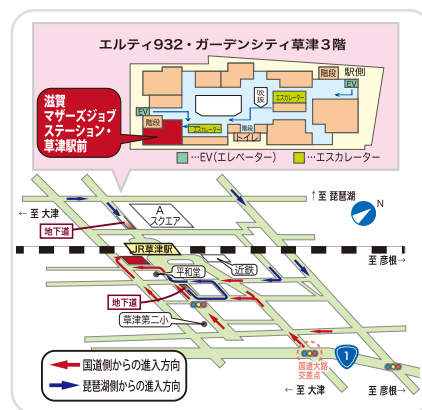 エルティ932・ガーデンシティ草津3階
階段
駅側
EV
吹抜
エスカレーター
滋賀
マザーズジョブ
ステーション・
草津駅前
EV
階段
エスカレーター
階段
トイレ
…EV(エレベーター)
…エスカレーター
← 至 大津
A
スクエア
↑至 琵琶湖
N
地下道
JR草津駅
至 彦根→
平和堂
近鉄
地下道
草津第二小
国道側からの進入方向
琵琶湖側からの進入方向
国道大路
交差点
1
← 至 大津
至 彦根→